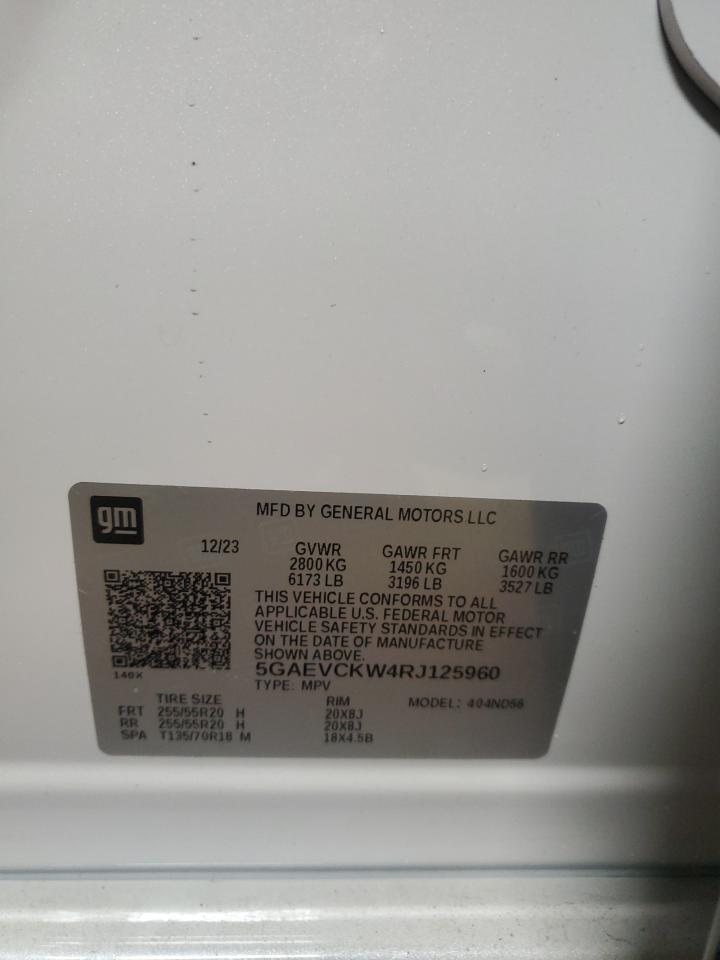 gm
MFD BY GENERAL MOTORS LLC
12/23 GVWR GAWR FRT GAWR RR
2800 KG 1450 KG 1600 KG
6173 LB 3196 LB 3527 LB
THIS VEHICLE CONFORMS TO ALL
APPLICABLE U.S. FEDERAL MOTOR
VEHICLE SAFETY STANDARDS IN EFFECT
ON THE DATE OF MANUFACTURE
SHOWN ABOVE.
5GAEVCKW4RJ125960
140X
TYPE: MPV
TIRE SIZE RIM MODEL: 404ND56
FRT 255/55R20 H 20X8J
RR 255/55R20 H 20X8J
SPA T135/70R18 M 18X4.5B